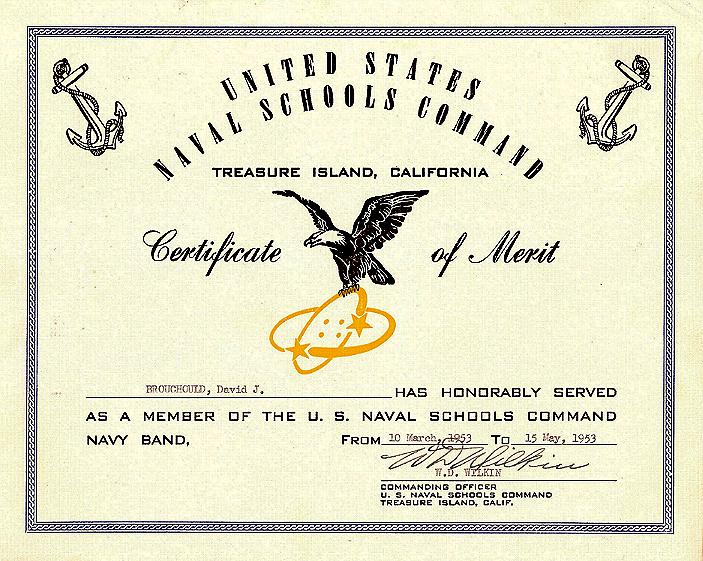 UNITED STATES
NAVAL SCHOOLS COMMAND
TREASURE ISLAND, CALIFORNIA
Certificate of Merit
BROUCHOULD, David J. HAS HONORABLY SERVED
AS A MEMBER OF THE U. S. NAVAL SCHOOLS COMMAND
NAVY BAND, FROM 10 March, 1953 TO 15 May, 1953
W.D. Wilkin
W.D. WILKIN
COMMANDING OFFICER
U. S. NAVAL SCHOOLS COMMAND
TREASURE ISLAND, CALIF.